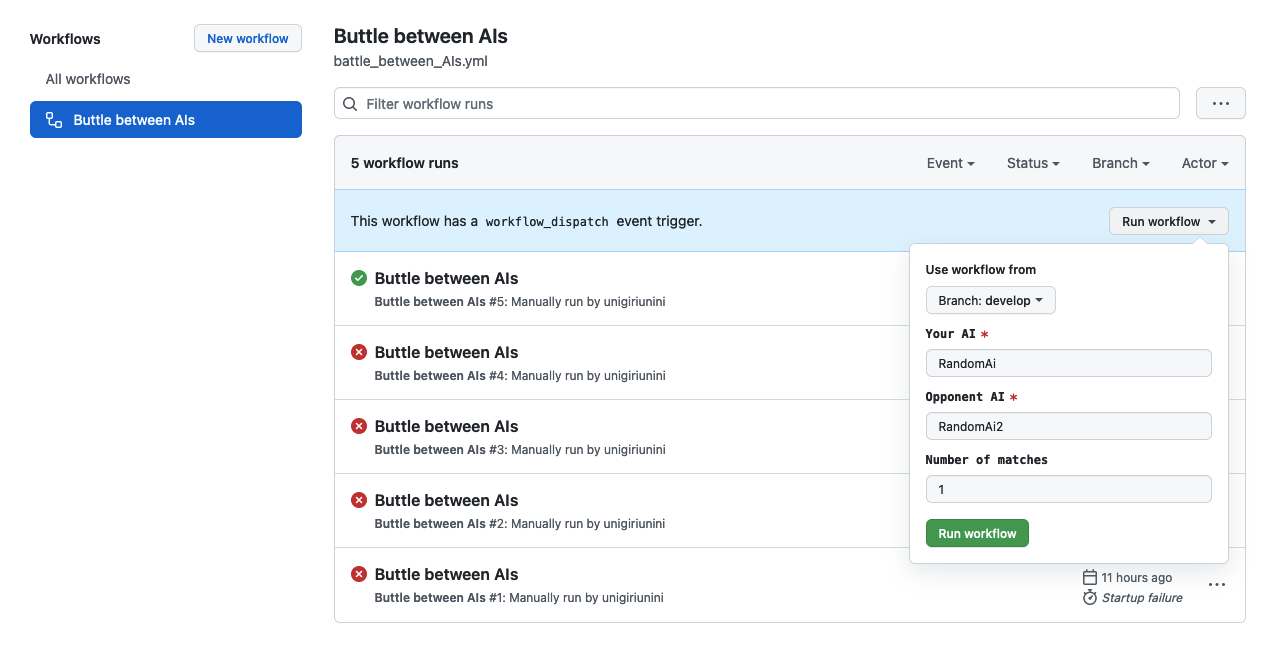 Workflows
New workflow
All workflows
Buttle between AIs
Buttle between AIs
battle_between_AIs.yml
Filter workflow runs
5 workflow runs
Event
Status
Branch
Actor
This workflow has a workflow_dispatch event trigger.
Run workflow
Buttle between AIs
Buttle between AIs #5: Manually run by unigiriunini
Buttle between AIs
Buttle between AIs #4: Manually run by unigiriunini
Buttle between AIs
Buttle between AIs #3: Manually run by unigiriunini
Buttle between AIs
Buttle between AIs #2: Manually run by unigiriunini
Buttle between AIs
Buttle between AIs #1: Manually run by unigiriunini
11 hours ago
Startup failure
Use workflow from
Branch: develop
Your AI *
RandomAi
Opponent AI *
RandomAi2
Number of matches
1
Run workflow